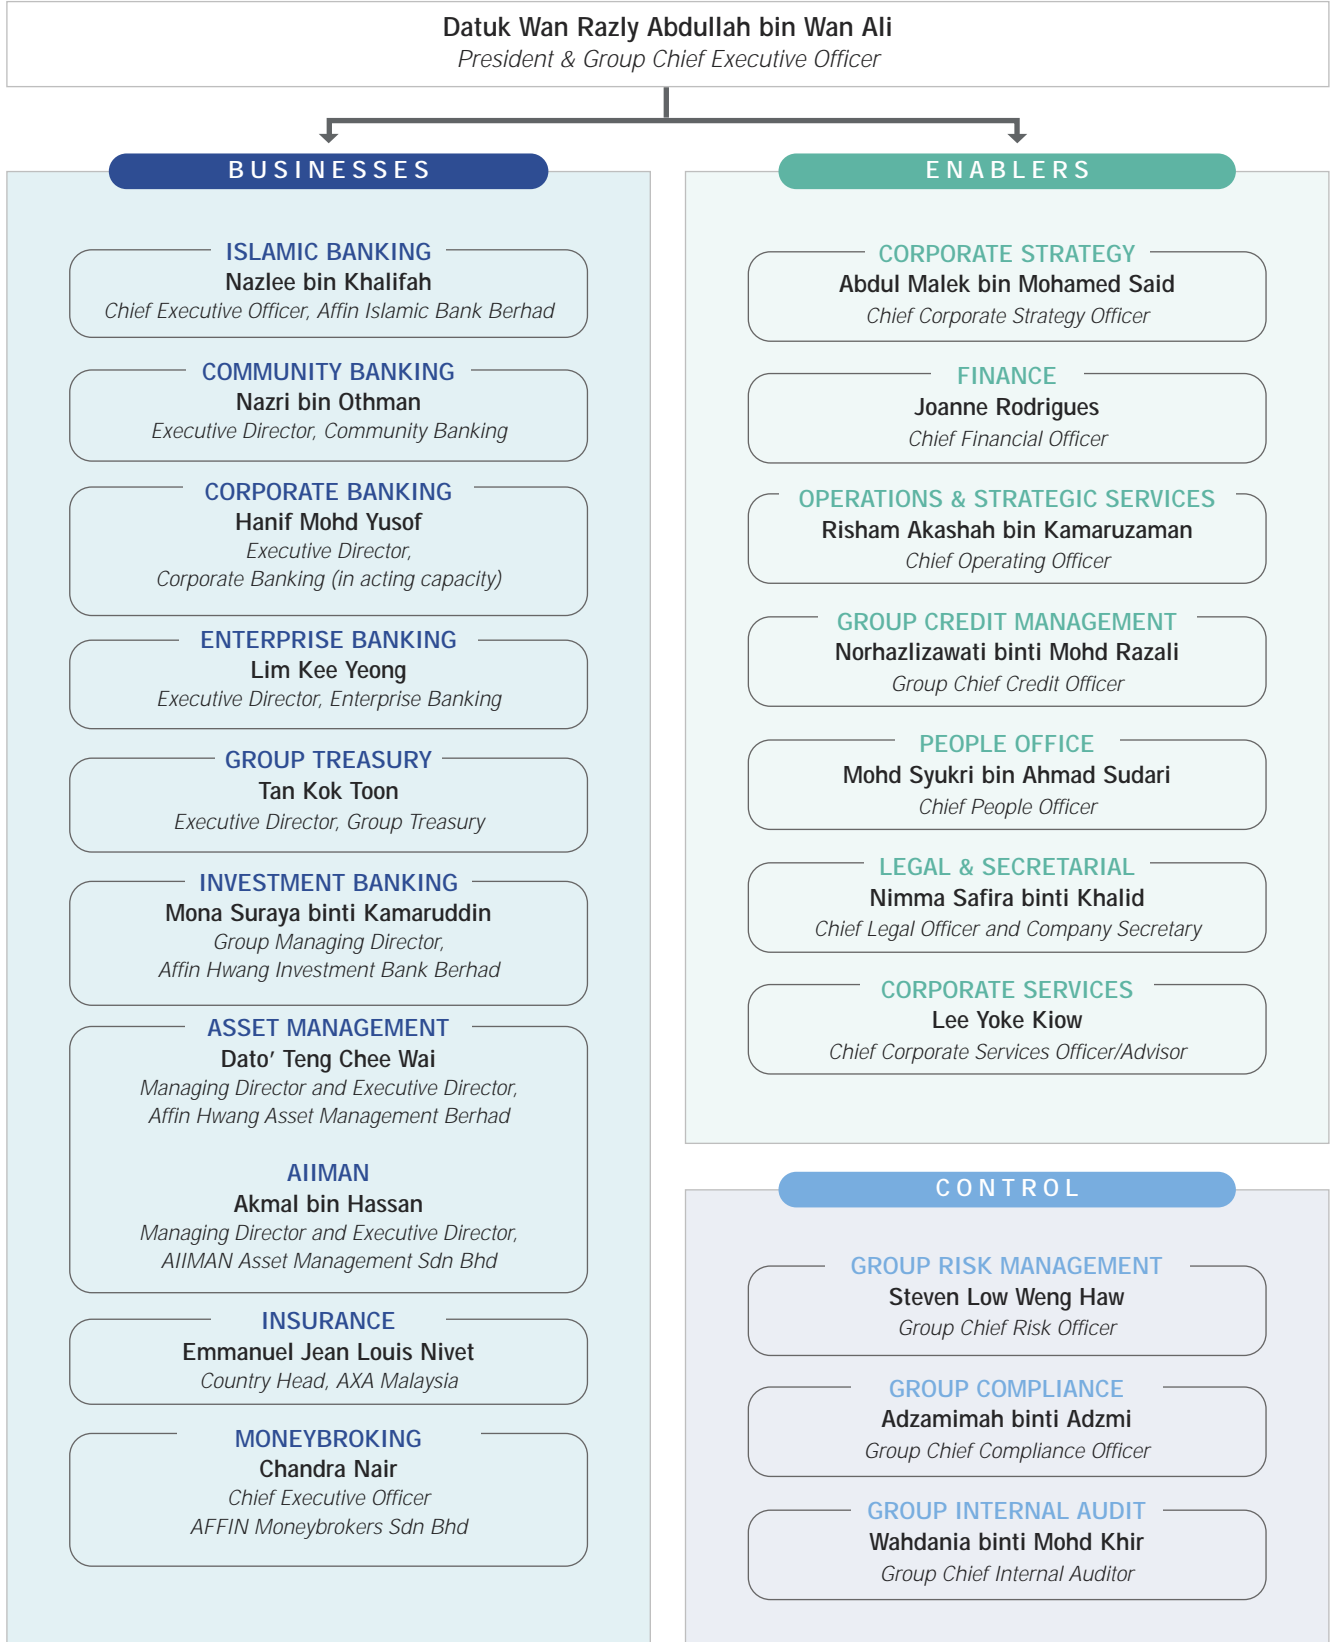 Datuk Wan Razly Abdullah bin Wan Ali
President & Group Chief Executive Officer
BUSINESSES
ISLAMIC BANKING
Nazlee bin Khalifah
Chief Executive Officer, Affin Islamic Bank Berhad
COMMUNITY BANKING
Nazri bin Othman
Executive Director, Community Banking
CORPORATE BANKING
Hanif Mohd Yusof
Executive Director,
Corporate Banking (in acting capacity)
ENTERPRISE BANKING
Lim Kee Yeong
Executive Director, Enterprise Banking
GROUP TREASURY
Tan Kok Toon
Executive Director, Group Treasury
INVESTMENT BANKING
Mona Suraya binti Kamaruddin
Group Managing Director,
Affin Hwang Investment Bank Berhad
ASSET MANAGEMENT
Dato’ Teng Chee Wai
Managing Director and Executive Director,
Affin Hwang Asset Management Berhad
AIIMAN
Akmal bin Hassan
Managing Director and Executive Director,
AIIMAN Asset Management Sdn Bhd
INSURANCE
Emmanuel Jean Louis Nivet
Country Head, AXA Malaysia
MONEYBROKING
Chandra Nair
Chief Executive Officer
AFFIN Moneybrokers Sdn Bhd
ENABLERS
CORPORATE STRATEGY
Abdul Malek bin Mohamed Said
Chief Corporate Strategy Officer
FINANCE
Joanne Rodrigues
Chief Financial Officer
OPERATIONS & STRATEGIC SERVICES
Risham Akashah bin Kamaruzaman
Chief Operating Officer
GROUP CREDIT MANAGEMENT
Norhazlizawati binti Mohd Razali
Group Chief Credit Officer
PEOPLE OFFICE
Mohd Syukri bin Ahmad Sudari
Chief People Officer
LEGAL & SECRETARIAL
Nimma Safira binti Khalid
Chief Legal Officer and Company Secretary
CORPORATE SERVICES
Lee Yoke Kiow
Chief Corporate Services Officer/Advisor
CONTROL
GROUP RISK MANAGEMENT
Steven Low Weng Haw
Group Chief Risk Officer
GROUP COMPLIANCE
Adzamimah binti Adzmi
Group Chief Compliance Officer
GROUP INTERNAL AUDIT
Wahdania binti Mohd Khir
Group Chief Internal Auditor